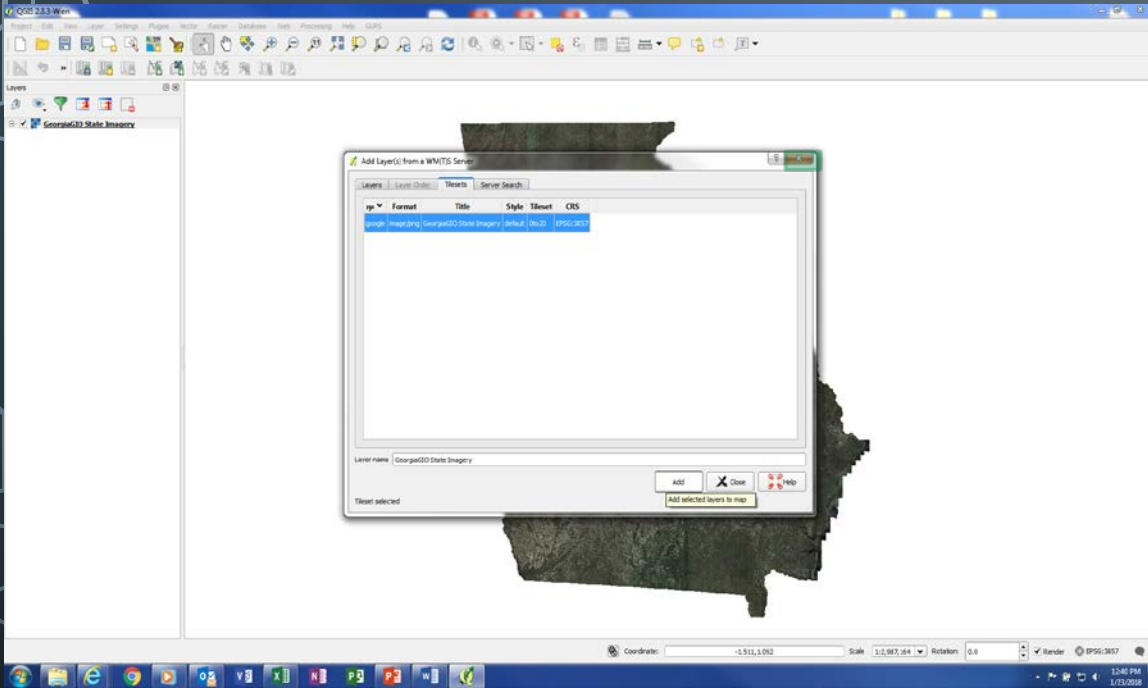 QGIS 2.8.3-Wien
Project Edit View Layer Settings Plugins Vector Raster Database Web Processing Help GUPS
Layers
GeorgiaGIO State Imagery
Add Layer(s) from a WM(T)S Server
Layers Layer Order Tilesets Server Search
Format Title Style Tileset CRS
google image/png GeorgiaGIO State Imagery default 0to20 EPSG:3857
Layer name GeorgiaGIO State Imagery
Add Close Help
Add selected layers to map
Tileset selected
Coordinate: -1.511,1.092 Scale 1:2,987,164 Rotation 0.0 Render EPSG:3857
12:40 PM
1/23/2018